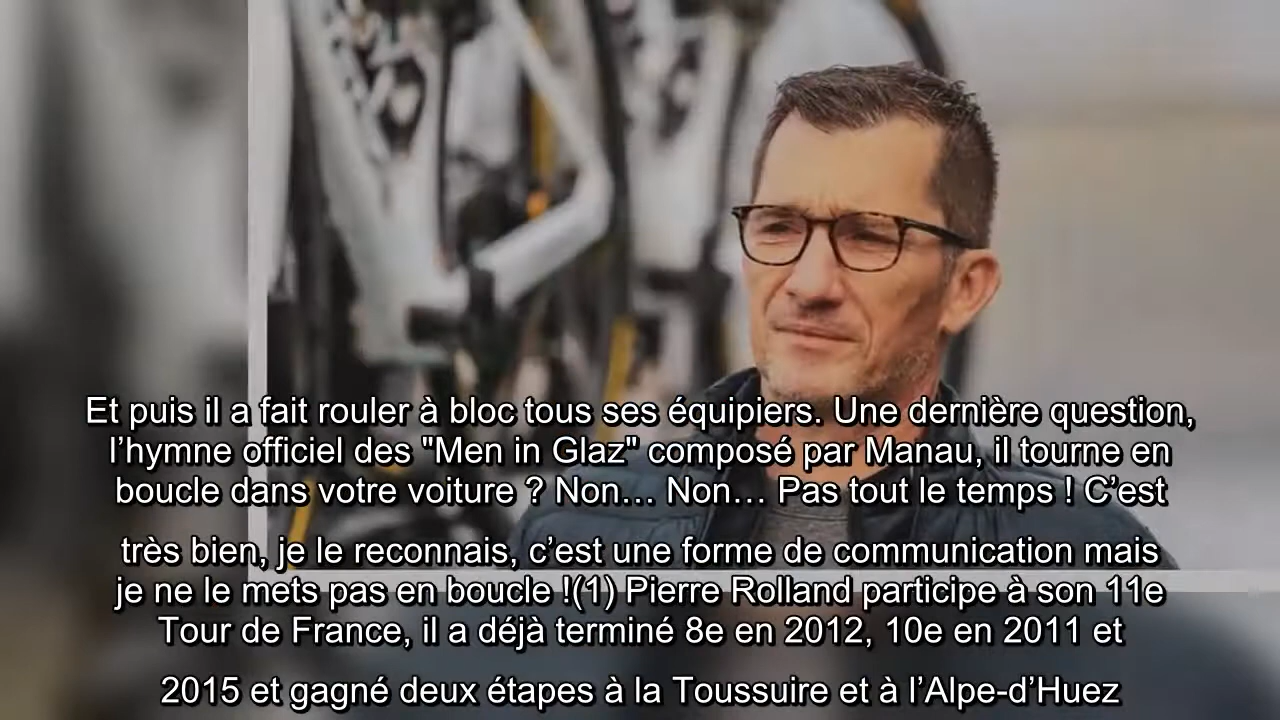 Et puis il a fait rouler à bloc tous ses équipiers. Une dernière question,
l’hymne officiel des "Men in Glaz" composé par Manau, il tourne en
boucle dans votre voiture ? Non… Non… Pas tout le temps ! C’est
très bien, je le reconnais, c’est une forme de communication mais
je ne le mets pas en boucle !(1) Pierre Rolland participe à son 11e
Tour de France, il a déjà terminé 8e en 2012, 10e en 2011 et
2015 et gagné deux étapes à la Toussuire et à l’Alpe-d’Huez